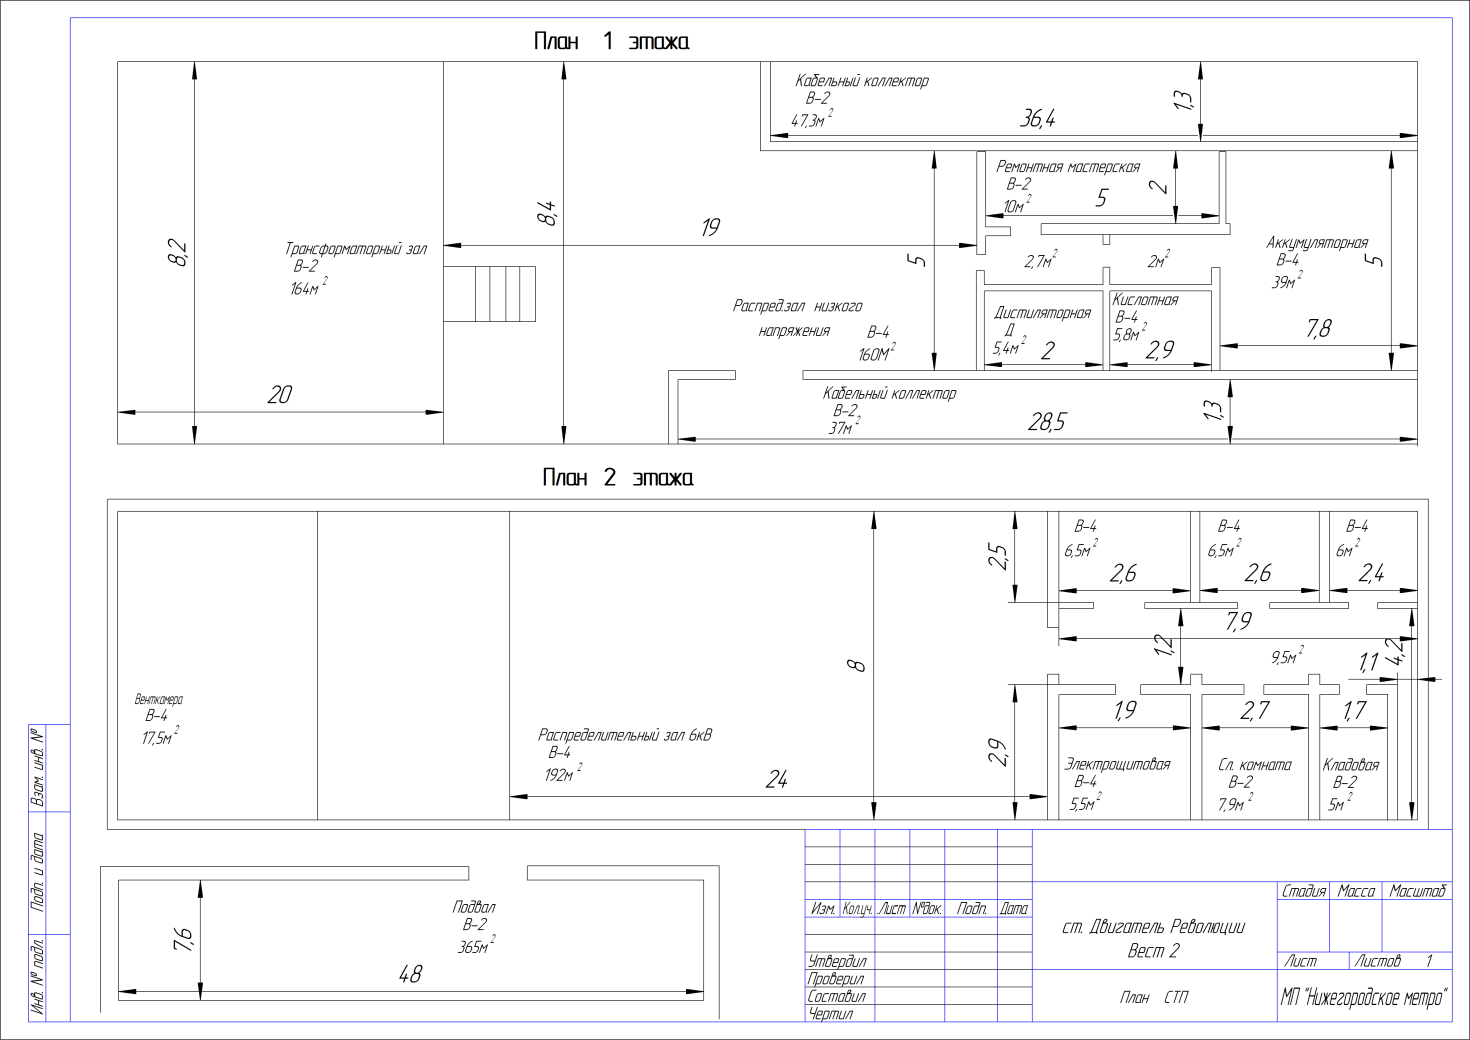 План 1 этажа
Кабельный коллектор
В-2
47,3м²
1,3
36,4
8,2
8,4
19
5
Ремонтная мастерская
В-2
10м²
5
2
Трансформаторный зал
В-2
164м²
20
2,7м²
2м²
Аккумуляторная
В-4
39м²
5
7,8
Распред.зал низкого
напряжения
В-4
160М²
Дистиляторная
Д
5,4м²
2
Кислотная
В-4
5,8м²
2,9
Кабельный коллектор
В-2
37м²
28,5
1,3
План 2 этажа
В-4
6,5м²
2,6
В-4
6,5м²
2,6
В-4
6м²
2,4
2,5
7,9
1,2
9,5м²
1,1
4,2
8
Венткамера
В-4
17,5м²
Распределительный зал 6кВ
В-4
192м²
24
2,9
1,9
2,7
1,7
Электрощитовая
В-4
5,5м²
Сл. комната
В-2
7,9м²
Кладовая
В-2
5м²
Подвал
В-2
365м²
7,6
48
Взам. инв. №
Подп. и дата
Инв. № подл.
Изм. Кол.уч. Лист №док. Подп. Дата
Утвердил
Проверил
Составил
Чертил
ст. Двигатель Революции
Вест 2
План СТП
Стадия Масса Масштаб
Лист Листов 1
МП "Нижегородское метро"